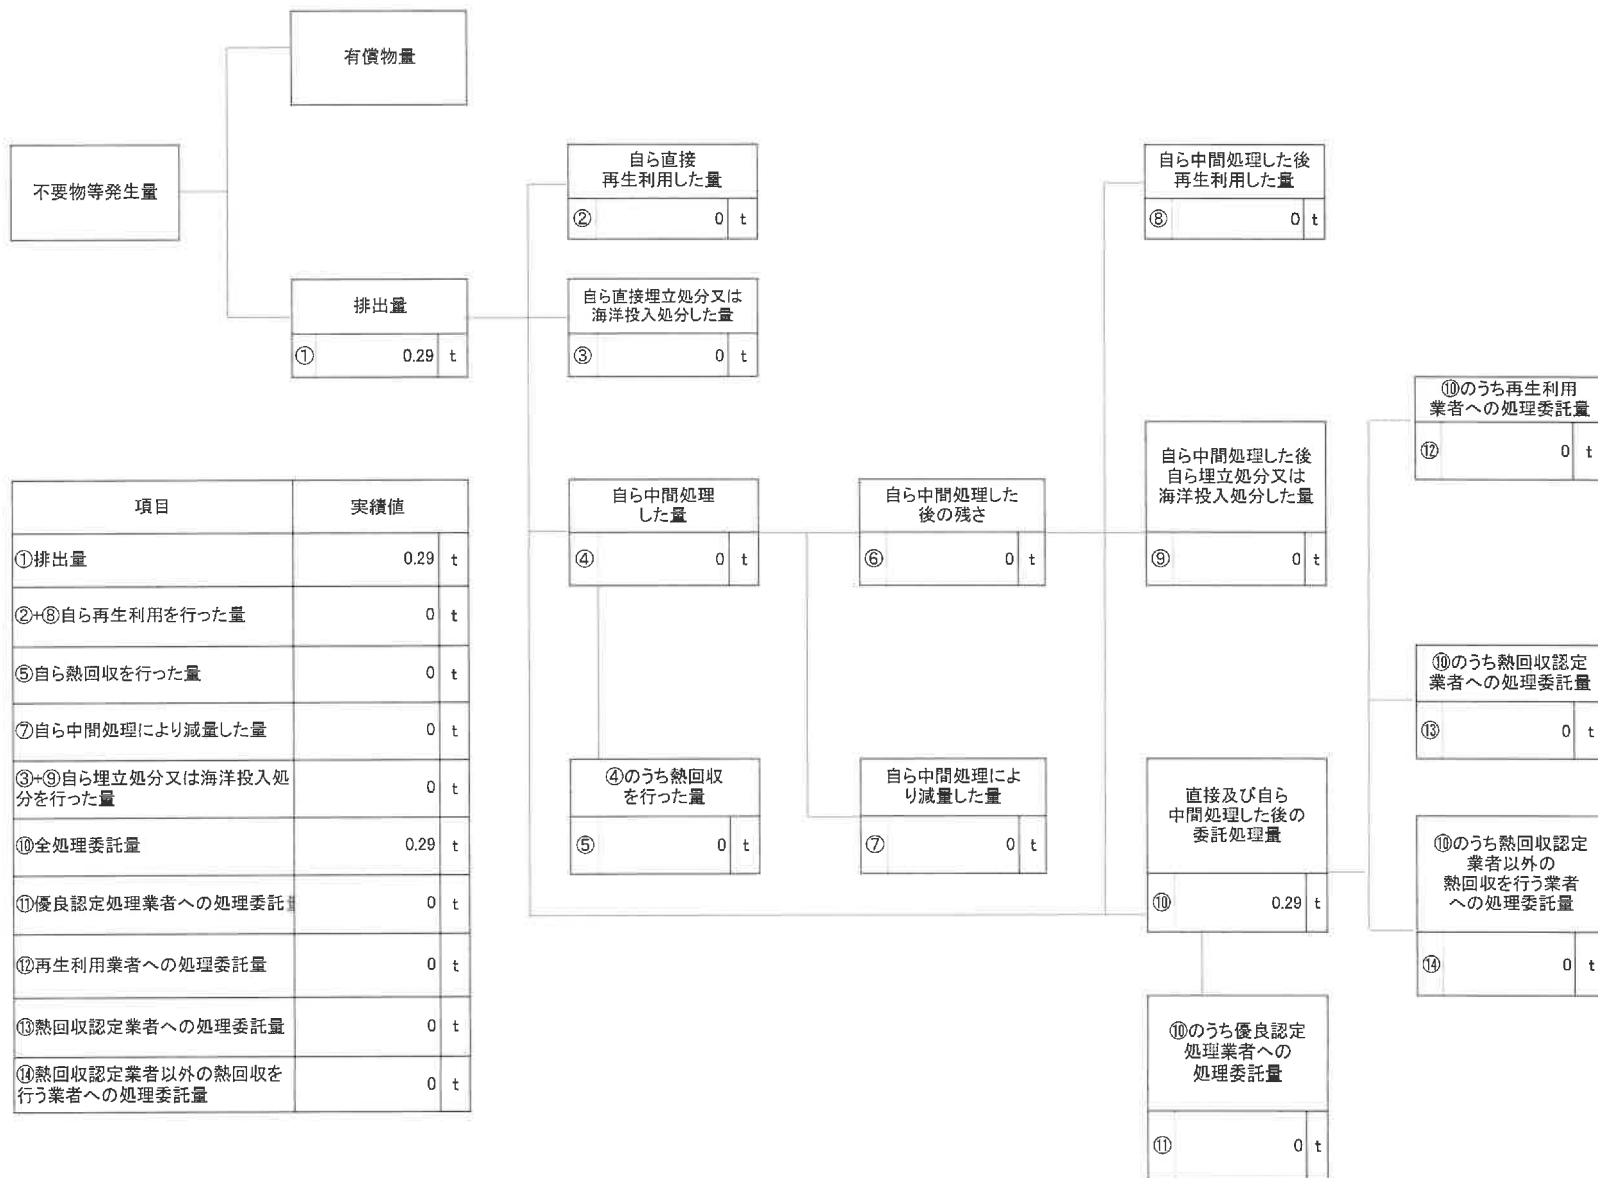 有償物量
不要物等発生量
排出量
① 0.29 t
自ら直接
再生利用した量
② 0 t
自ら直接埋立処分又は
海洋投入処分した量
③ 0 t
自ら中間処理
した量
④ 0 t
④のうち熱回収
を行った量
⑤ 0 t
自ら中間処理した
後の残さ
⑥ 0 t
自ら中間処理によ
り減量した量
⑦ 0 t
自ら中間処理した後
再生利用した量
⑧ 0 t
自ら中間処理した後
自ら埋立処分又は
海洋投入処分した量
⑨ 0 t
直接及び自ら
中間処理した後の
委託処理量
⑩ 0.29 t
⑩のうち優良認定
処理業者への
処理委託量
⑪ 0 t
⑩のうち再生利用
業者への処理委託量
⑫ 0 t
⑩のうち熱回収認定
業者への処理委託量
⑬ 0 t
⑩のうち熱回収認定
業者以外の
熱回収を行う業者
への処理委託量
⑭ 0 t
項目 実績値
①排出量 0.29 t
②+⑧自ら再生利用を行った量 0 t
⑤自ら熱回収を行った量 0 t
⑦自ら中間処理により減量した量 0 t
③+⑨自ら埋立処分又は海洋投入処
分を行った量 0 t
⑩全処理委託量 0.29 t
⑪優良認定処理業者への処理委託 0 t
⑫再生利用業者への処理委託量 0 t
⑬熱回収認定業者への処理委託量 0 t
⑭熱回収認定業者以外の熱回収を
行う業者への処理委託量 0 t